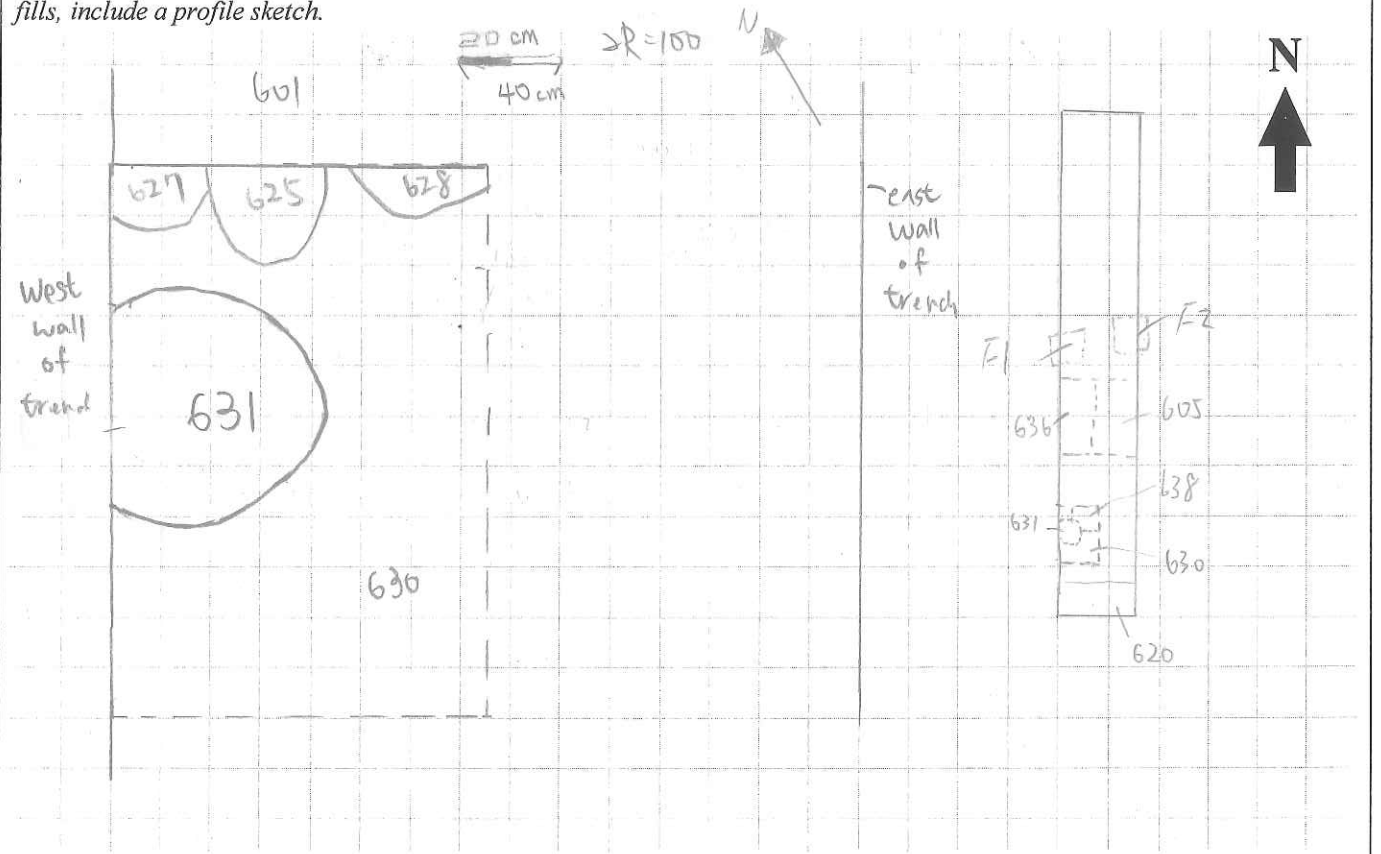 fills, include a profile sketch.
20 cm
40 cm
N
N
601
627
625
628
West
wall
of
trend
631
630
east
wall
of
trench
F1
F2
636
605
638
631
630
620